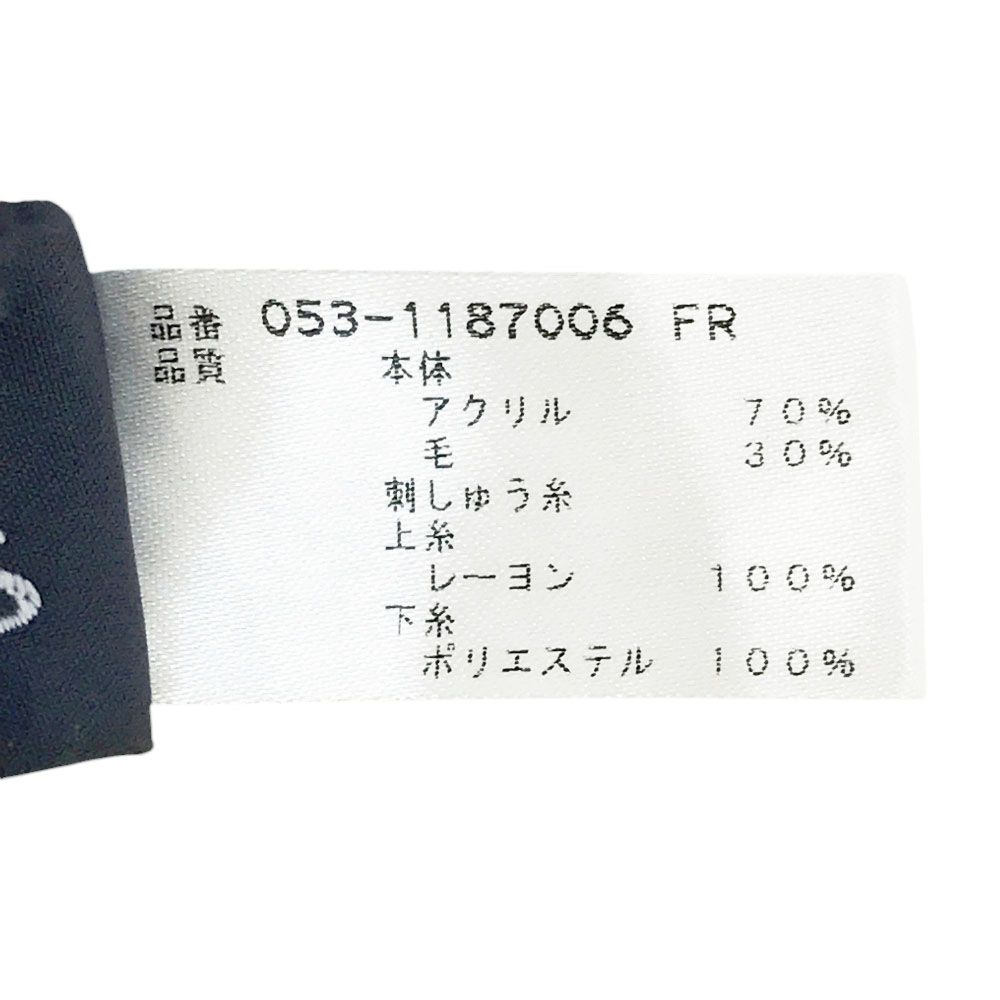 品番 053-1187006 FR
品質 本体
アクリル 70%
毛 30%
刺しゅう糸
上糸
レーヨン 100%
下糸
ポリエステル 100%